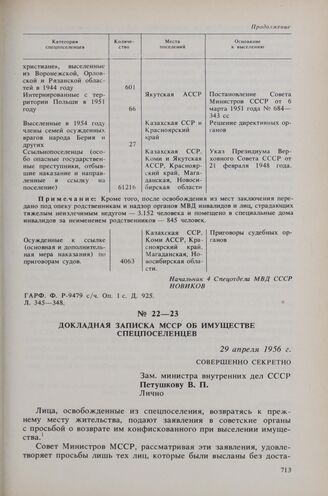 Продолжение
Категория спецпоселенцев | Количество | Места поселений | Основание к выселению
христиане», выселенные
из Воронежской, Орловской
и Рязанской областей
в 1944 году 601
Интернированные с территории
Польши в 1951
году 66
Якутская АССР
Постановление Совета
Министров СССР от 6
марта 1951 года № 684—
343 сс
Выселенные в 1954 году
члены семей осужденных
врагов народа Берия и
других 27
Казахская ССР и
Красноярский
край
Решение директивных органов
Ссыльнопоселенцы (особо
опасные государственные
преступники, отбывшие
наказание и направленные
в ссылку на
поселение) 61216
Казахская ССР,
Коми и Якутская
АССР, Красноярский
край, Магаданская,
Новосибирская
области
Указ Президиума Верховного
Совета СССР от
21 февраля 1948 года.
Примечание: Кроме того, после освобождения из мест заключения передано
под опеку родственникам и надзор органов МВД инвалидов и лиц, страдающих
тяжелым неизлечимым недугом — 3.152 человека и помещено в специальные дома
инвалидов за неимением родственников — 845 человек.
Осужденные к ссылке
(основная и дополнительная
мера наказания) по
приговорам судов. 4063
Казахская ССР,
Коми АССР, Красноярский
край,
Магаданская, Новосибирская
области.
Приговоры судебных органов
Начальник 4 Спецотдела МВД СССР
НОВИКОВ
ГАРФ. Ф. Р-9479 с/ч. Оп. 1 с. Д. 925.
Л. 345—348.
№ 22—23
ДОКЛАДНАЯ ЗАПИСКА МССР ОБ ИМУЩЕСТВЕ
СПЕЦПОСЕЛЕНЦЕВ
29 апреля 1956 г.
СОВЕРШЕННО СЕКРЕТНО
Зам. министра внутренних дел СССР
Петушкову В. П.
Лично
Лица, освобожденные из спецпоселения, возвратясь к прежнему
месту жительства, подают заявления в советские органы
с просьбой о возврате им конфискованного при выселении имущества.¹
Совет Министров МССР, рассматривая эти заявления, удовлетворяет
просьбы лишь тех лиц, которые были высланы без доста-
713